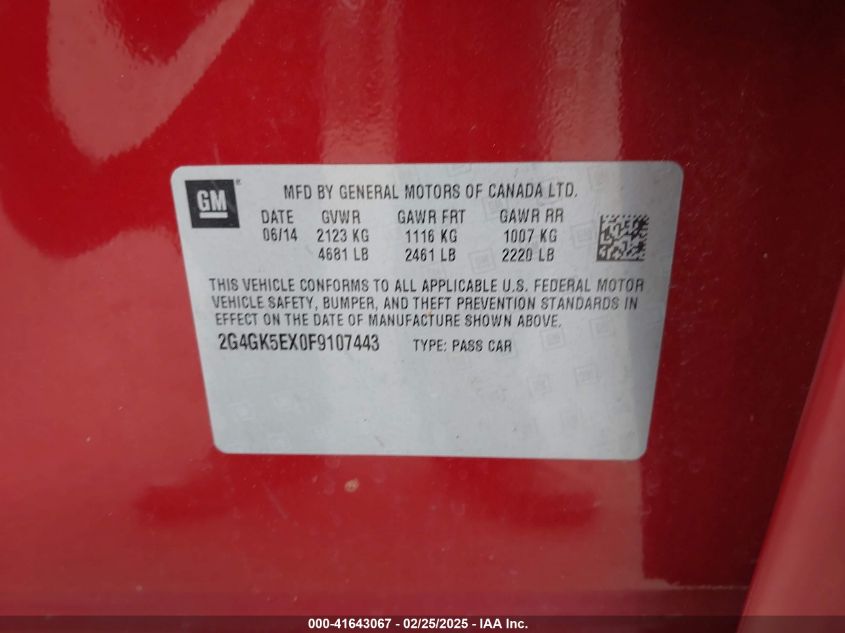 GM
MFD BY GENERAL MOTORS OF CANADA LTD.
DATE GVWR GAWR FRT GAWR RR
06/14 2123 KG 1116 KG 1007 KG
4681 LB 2461 LB 2220 LB
THIS VEHICLE CONFORMS TO ALL APPLICABLE U.S. FEDERAL MOTOR
VEHICLE SAFETY, BUMPER, AND THEFT PREVENTION STANDARDS IN
EFFECT ON THE DATE OF MANUFACTURE SHOWN ABOVE.
2G4GK5EX0F9107443 TYPE: PASS CAR
000-41643067 - 02/25/2025 - IAA Inc.